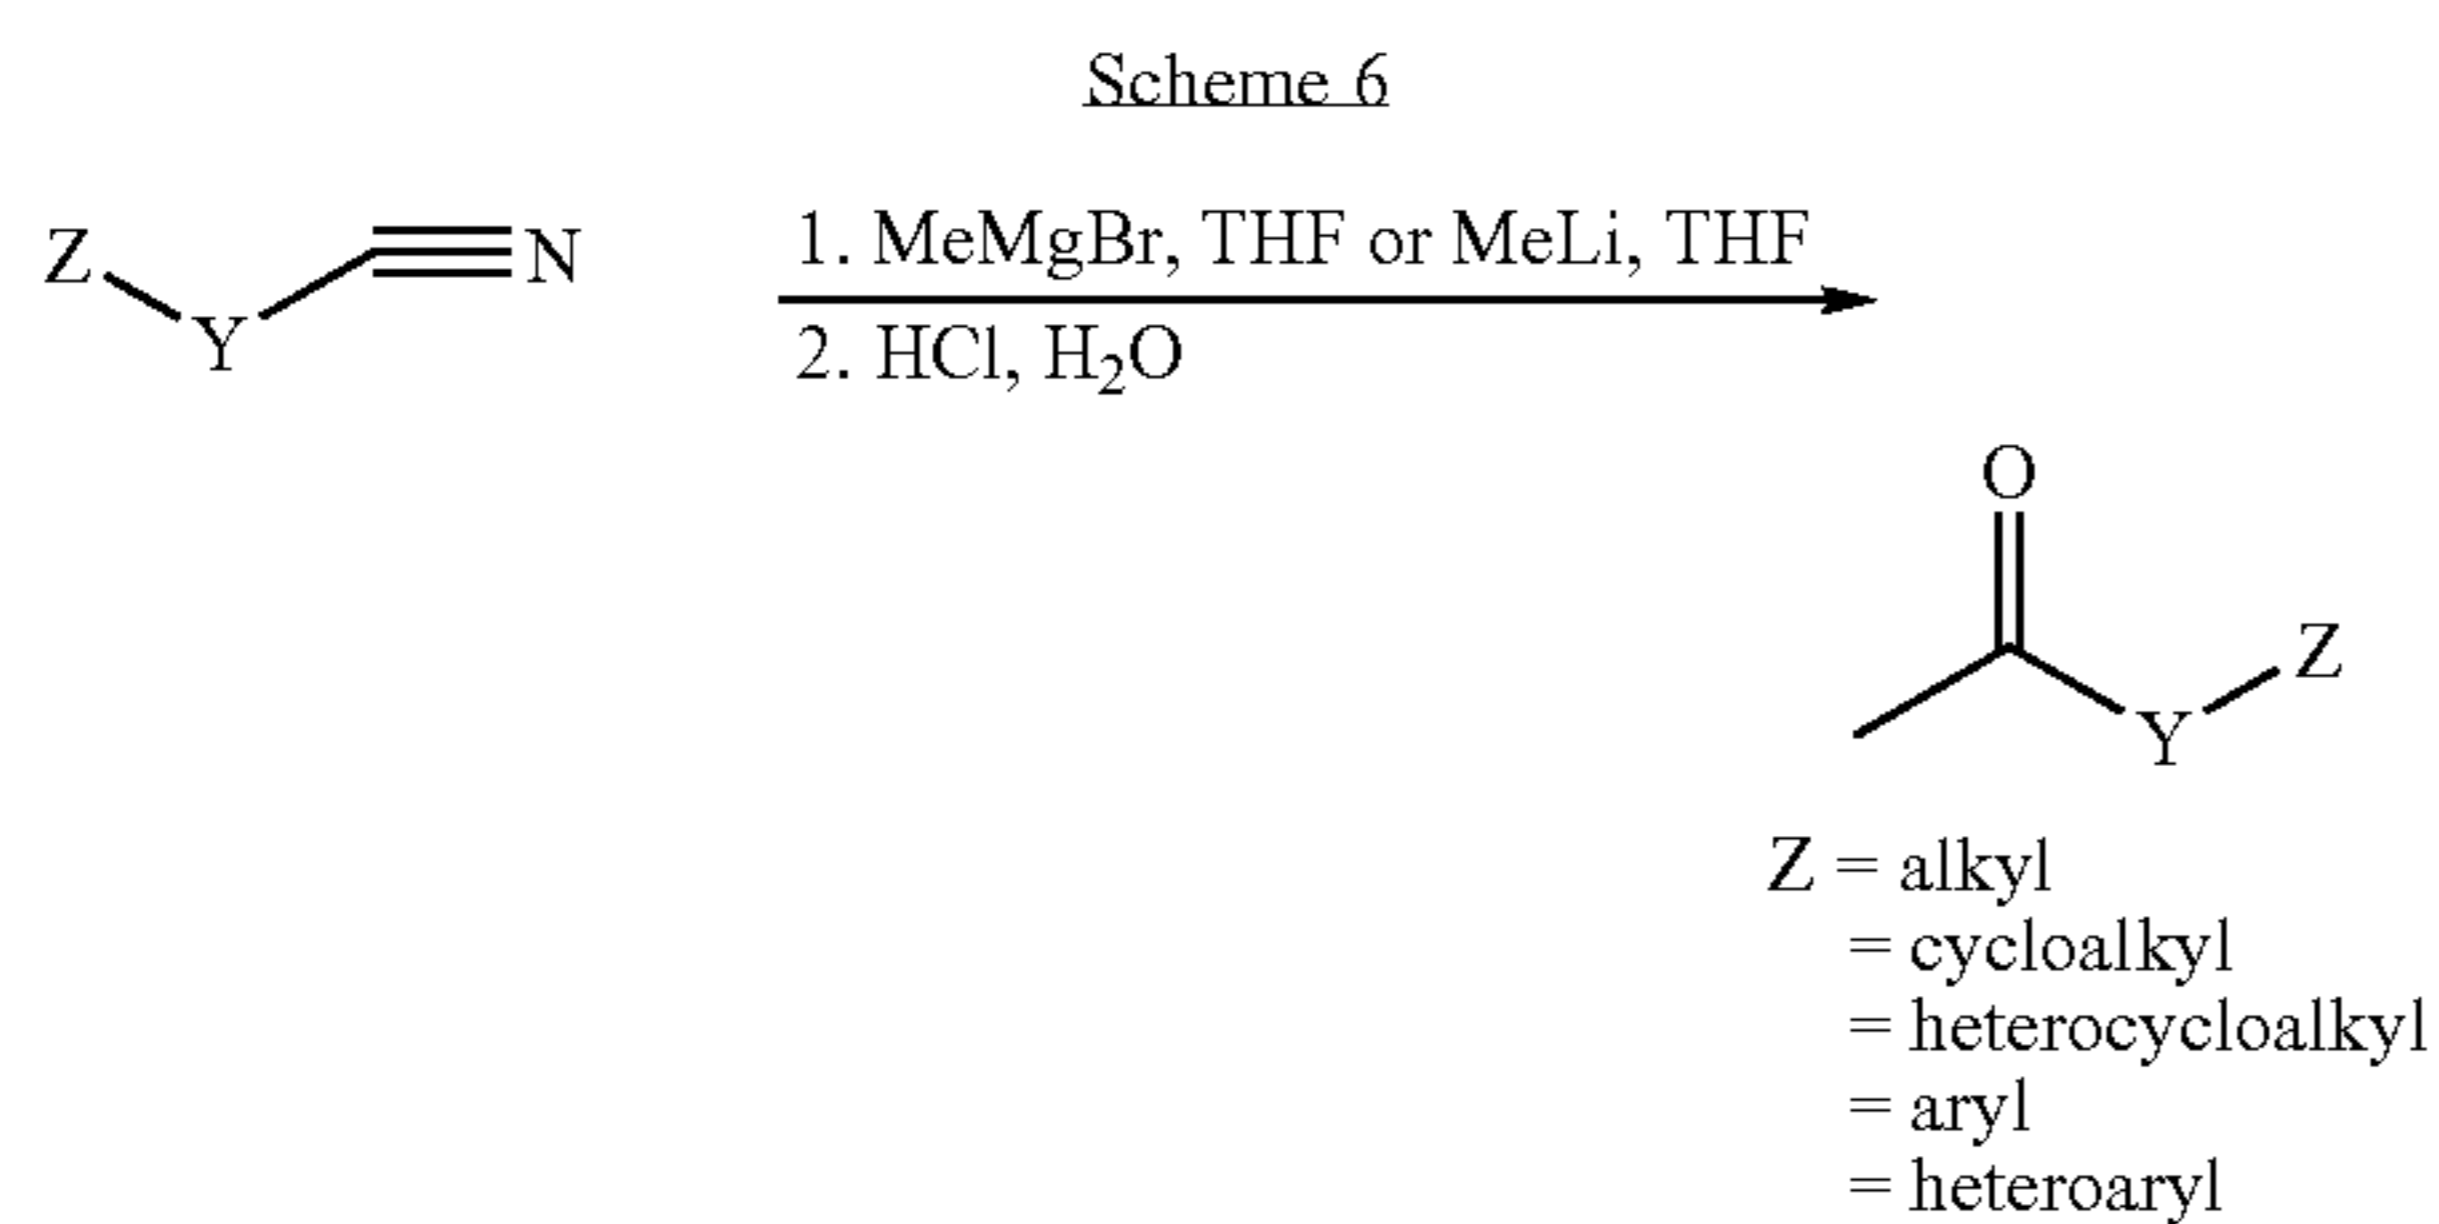 Scheme 6
Z
Y
N
1. MeMgBr, THF or MeLi, THF
2. HCl, H₂O
O
Z
Y
Z = alkyl
= cycloalkyl
= heterocycloalkyl
= aryl
= heteroaryl